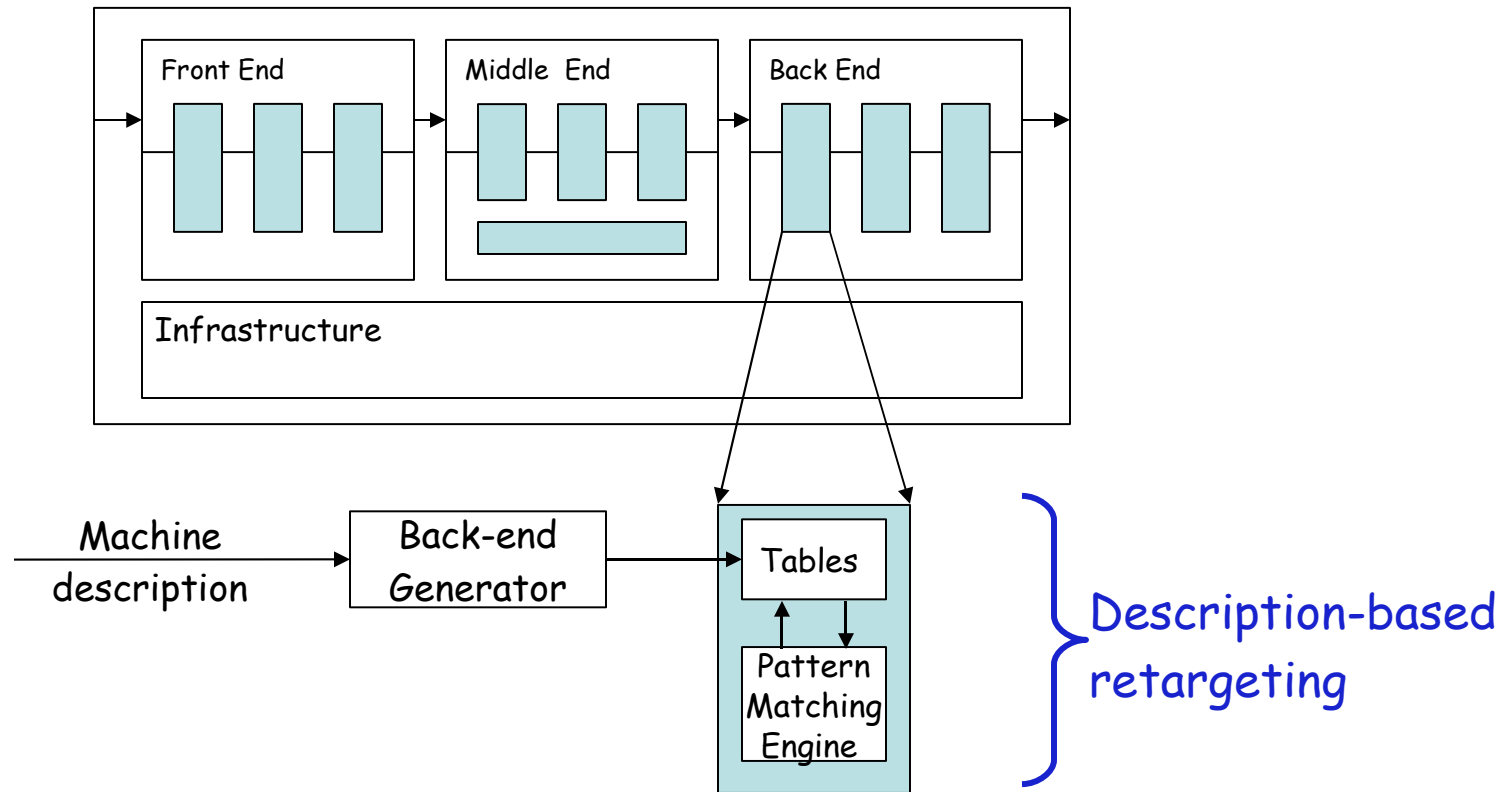 Front End
Middle End
Back End
Infrastructure
Machine
description
Back-end
Generator
Tables
Pattern
Matching
Engine
Description-based
retargeting